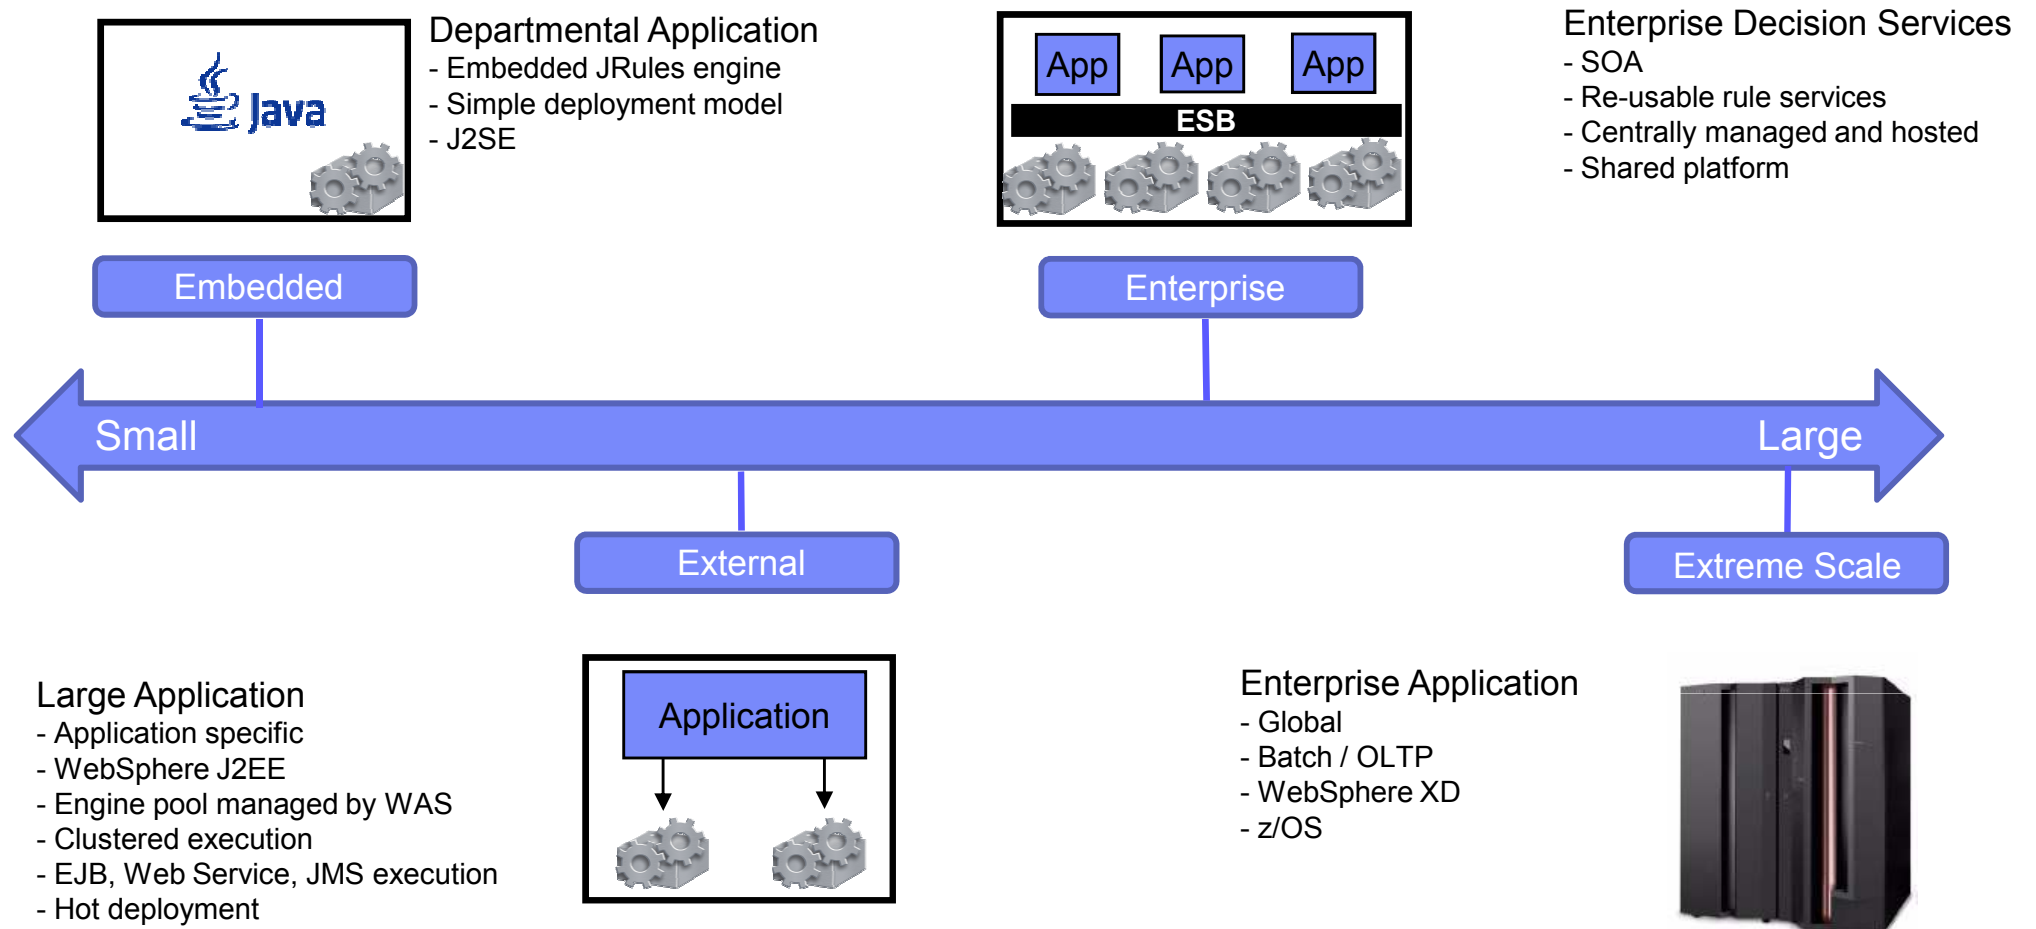 Java
Departmental Application
- Embedded JRules engine
- Simple deployment model
- J2SE
App
App
App
ESB
Enterprise Decision Services
- SOA
- Re-usable rule services
- Centrally managed and hosted
- Shared platform
Embedded
Enterprise
Small
Large
External
Extreme Scale
Large Application
- Application specific
- WebSphere J2EE
- Engine pool managed by WAS
- Clustered execution
- EJB, Web Service, JMS execution
- Hot deployment
Application
Enterprise Application
- Global
- Batch / OLTP
- WebSphere XD
- z/OS